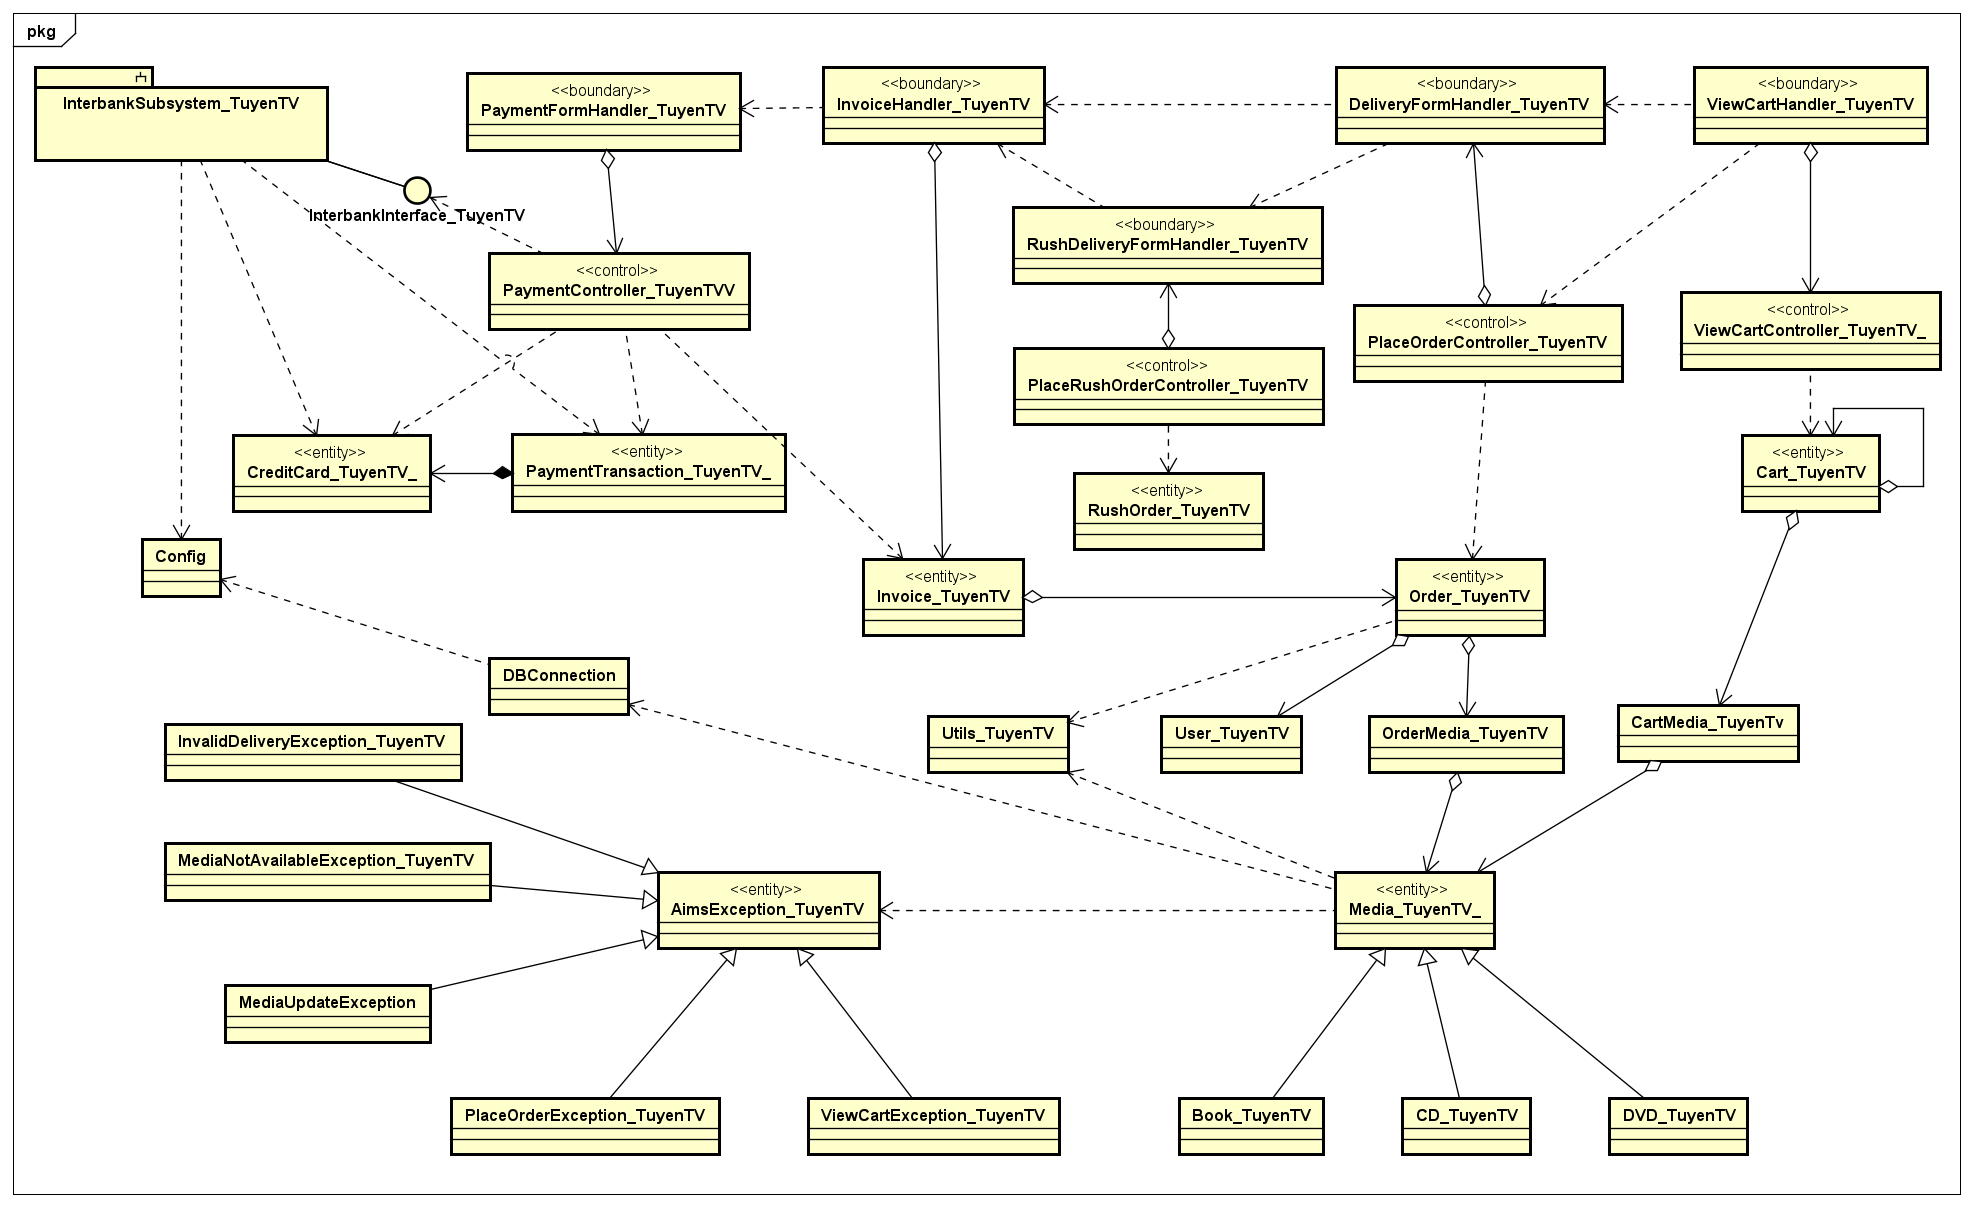 pkg
InterbankSubsystem_TuyenTV
<<boundary>>
PaymentFormHandler_TuyenTV
<<boundary>>
InvoiceHandler_TuyenTV
<<boundary>>
DeliveryFormHandler_TuyenTV
<<boundary>>
ViewCartHandler_TuyenTV
InterbankInterface_TuyenTV
<<boundary>>
RushDeliveryFormHandler_TuyenTV
<<control>>
PaymentController_TuyenTVV
<<control>>
PlaceOrderController_TuyenTV
<<control>>
ViewCartController_TuyenTV_
<<control>>
PlaceRushOrderController_TuyenTV
<<entity>>
CreditCard_TuyenTV_
<<entity>>
PaymentTransaction_TuyenTV_
<<entity>>
Cart_TuyenTV
<<entity>>
RushOrder_TuyenTV
Config
<<entity>>
Invoice_TuyenTV
<<entity>>
Order_TuyenTV
DBConnection
InvalidDeliveryException_TuyenTV
Utils_TuyenTV
User_TuyenTV
OrderMedia_TuyenTV
CartMedia_TuyenTv
MediaNotAvailableException_TuyenTV
<<entity>>
AimsException_TuyenTV
<<entity>>
Media_TuyenTV_
MediaUpdateException
PlaceOrderException_TuyenTV
ViewCartException_TuyenTV
Book_TuyenTV
CD_TuyenTV
DVD_TuyenTV